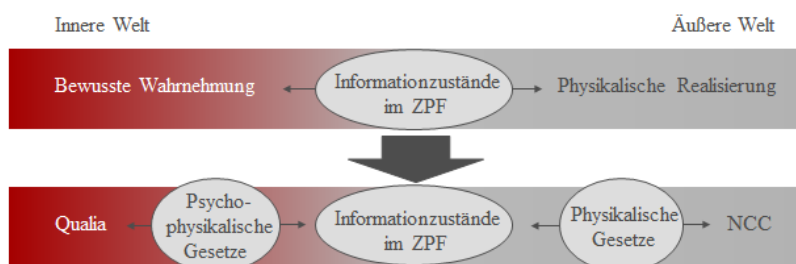 Innere Welt
Äußere Welt
Bewusste Wahrnehmung
Informationzustände
im ZPF
Physikalische Realisierung
Qualia
Psycho-
physikalische
Gesetze
Informationzustände
im ZPF
Physikalische
Gesetze
NCC